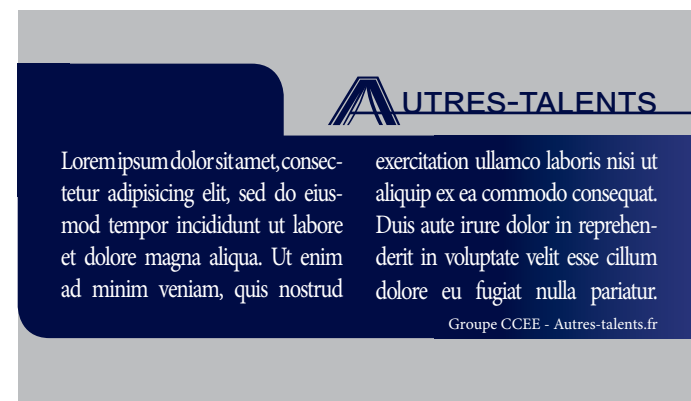 AUTRES-TALENTS
Lorem ipsum dolor sit amet, consec-
tetur adipisicing elit, sed do eius-
mod tempor incididunt ut labore
et dolore magna aliqua. Ut enim
ad minim veniam, quis nostrud
exercitation ullamco laboris nisi ut
aliquip ex ea commodo consequat.
Duis aute irure dolor in reprehen-
derit in voluptate velit esse cillum
dolore eu fugiat nulla pariatur.
Groupe CCEE - Autres-talents.fr